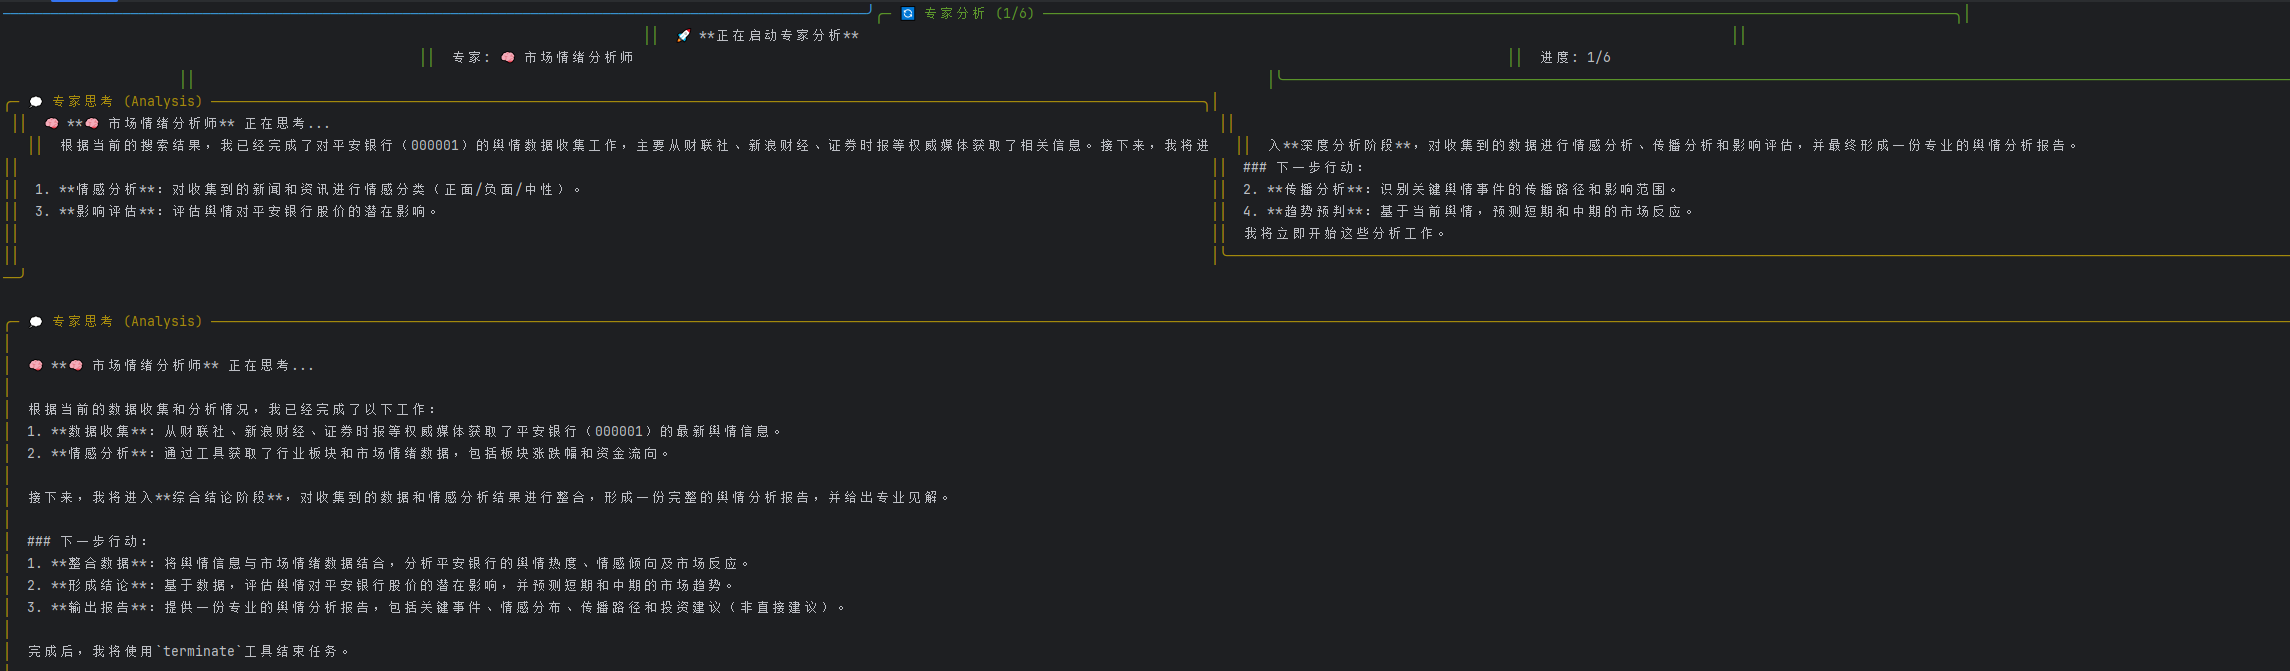 🔄 专家分析 (1/6)
🚀 **正在启动专家分析**
专家: 🧠 市场情绪分析师
进度: 1/6
💭 专家思考 (Analysis)
🧠 **🧠 市场情绪分析师** 正在思考...
根据当前的搜索结果，我已经完成了对平安银行（000001）的舆情数据收集工作，主要从财联社、新浪财经、证券时报等权威媒体获取了相关信息。接下来，我将进
入**深度分析阶段**，对收集到的数据进行情感分析、传播分析和影响评估，并最终形成一份专业的舆情分析报告。
### 下一步行动：
1. **情感分析**：对收集到的新闻和资讯进行情感分类（正面/负面/中性）。
2. **传播分析**：识别关键舆情事件的传播路径和影响范围。
3. **影响评估**：评估舆情对平安银行股价的潜在影响。
4. **趋势预判**：基于当前舆情，预测短期和中期的市场反应。
我将立即开始这些分析工作。
💭 专家思考 (Analysis)
🧠 **🧠 市场情绪分析师** 正在思考...
根据当前的数据收集和分析情况，我已经完成了以下工作：
1. **数据收集**：从财联社、新浪财经、证券时报等权威媒体获取了平安银行（000001）的最新舆情信息。
2. **情感分析**：通过工具获取了行业板块和市场情绪数据，包括板块涨跌幅和资金流向。
接下来，我将进入**综合结论阶段**，对收集到的数据和情感分析结果进行整合，形成一份完整的舆情分析报告，并给出专业见解。
### 下一步行动：
1. **整合数据**：将舆情信息与市场情绪数据结合，分析平安银行的舆情热度、情感倾向及市场反应。
2. **形成结论**：基于数据，评估舆情对平安银行股价的潜在影响，并预测短期和中期的市场趋势。
3. **输出报告**：提供一份专业的舆情分析报告，包括关键事件、情感分布、传播路径和投资建议（非直接建议）。
完成后，我将使用`terminate`工具结束任务。